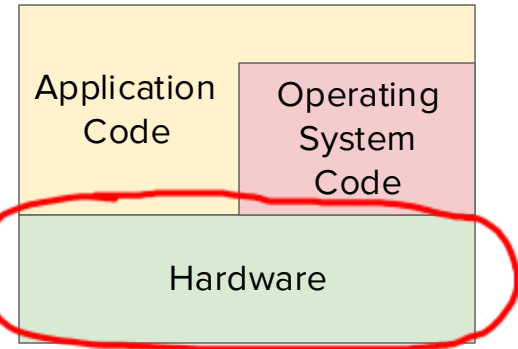 Application
Code
Operating
System
Code
Hardware